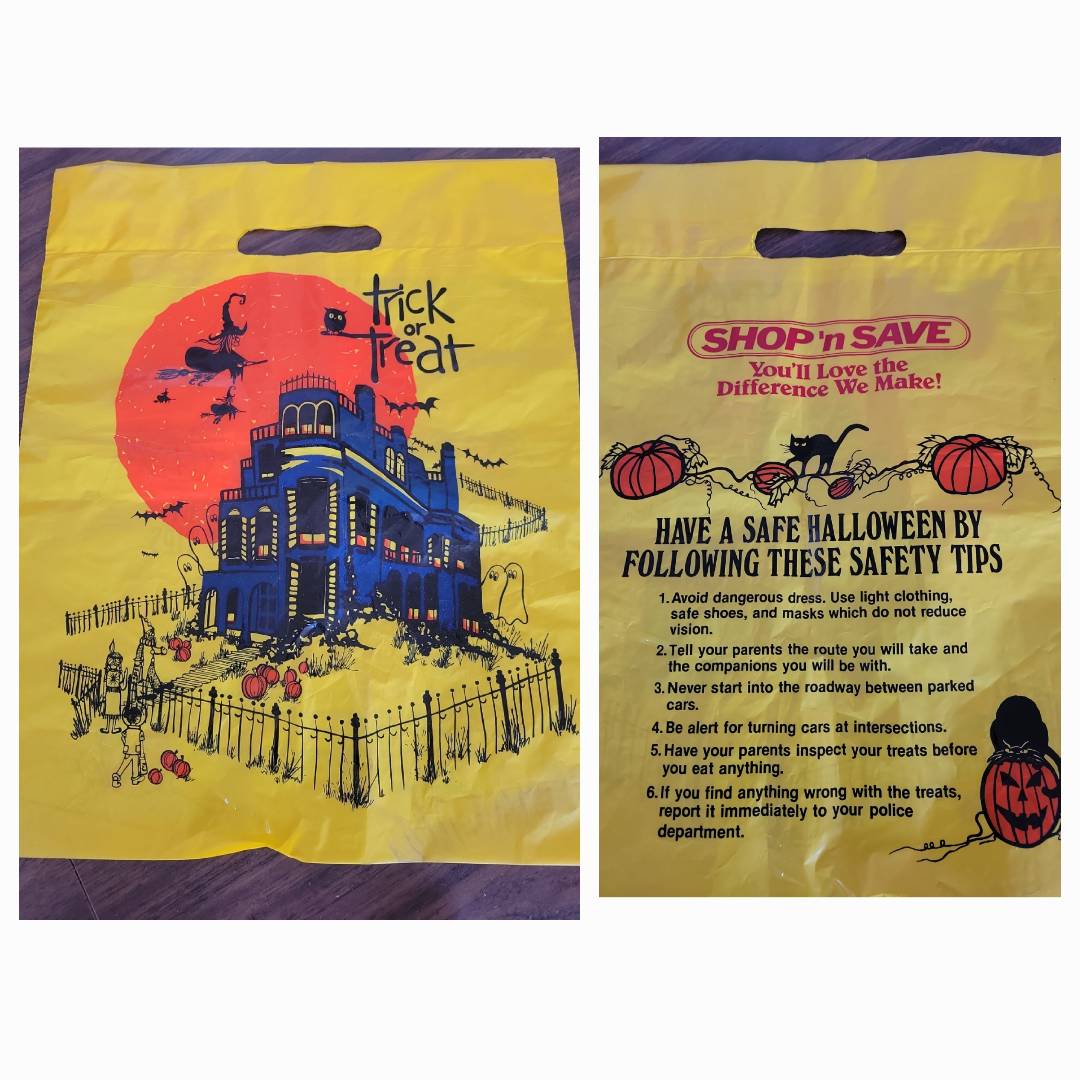 trick
or
treat
SHOP 'n SAVE
You'll Love the
Difference We Make!
HAVE A SAFE HALLOWEEN BY
FOLLOWING THESE SAFETY TIPS
1. Avoid dangerous dress. Use light clothing,
safe shoes, and masks which do not reduce
vision.
2. Tell your parents the route you will take and
the companions you will be with.
3. Never start into the roadway between parked
cars.
4. Be alert for turning cars at intersections.
5. Have your parents inspect your treats before
you eat anything.
6. If you find anything wrong with the treats,
report it immediately to your police
department.